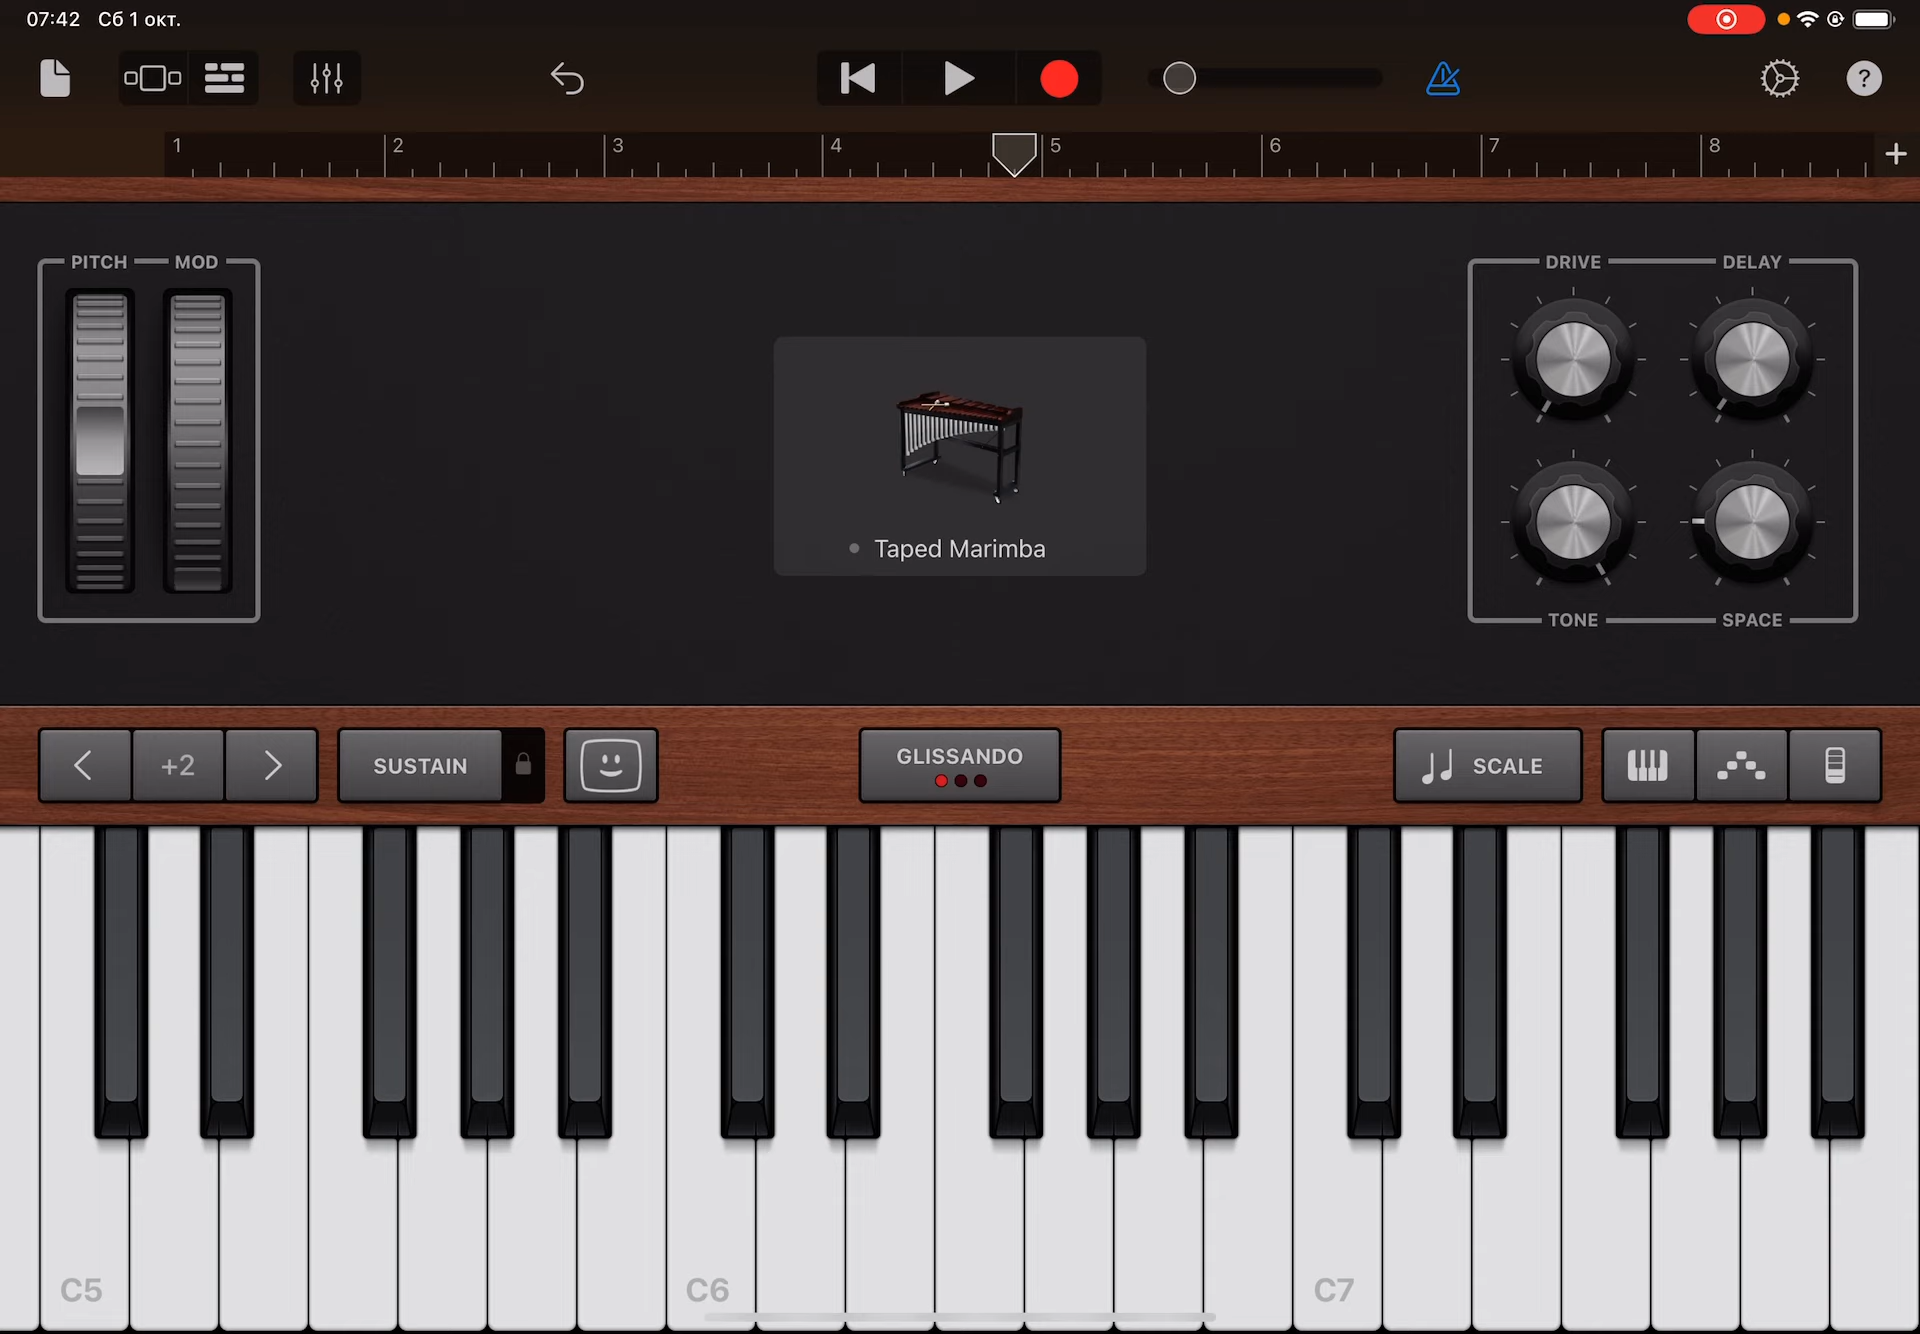 07:42 Сб 1 окт.
?
1 2 3 4 5 6 7 8 +
PITCH MOD
DRIVE DELAY
Taped Marimba
TONE SPACE
+2
SUSTAIN
GLISSANDO
SCALE
C5 C6 C7